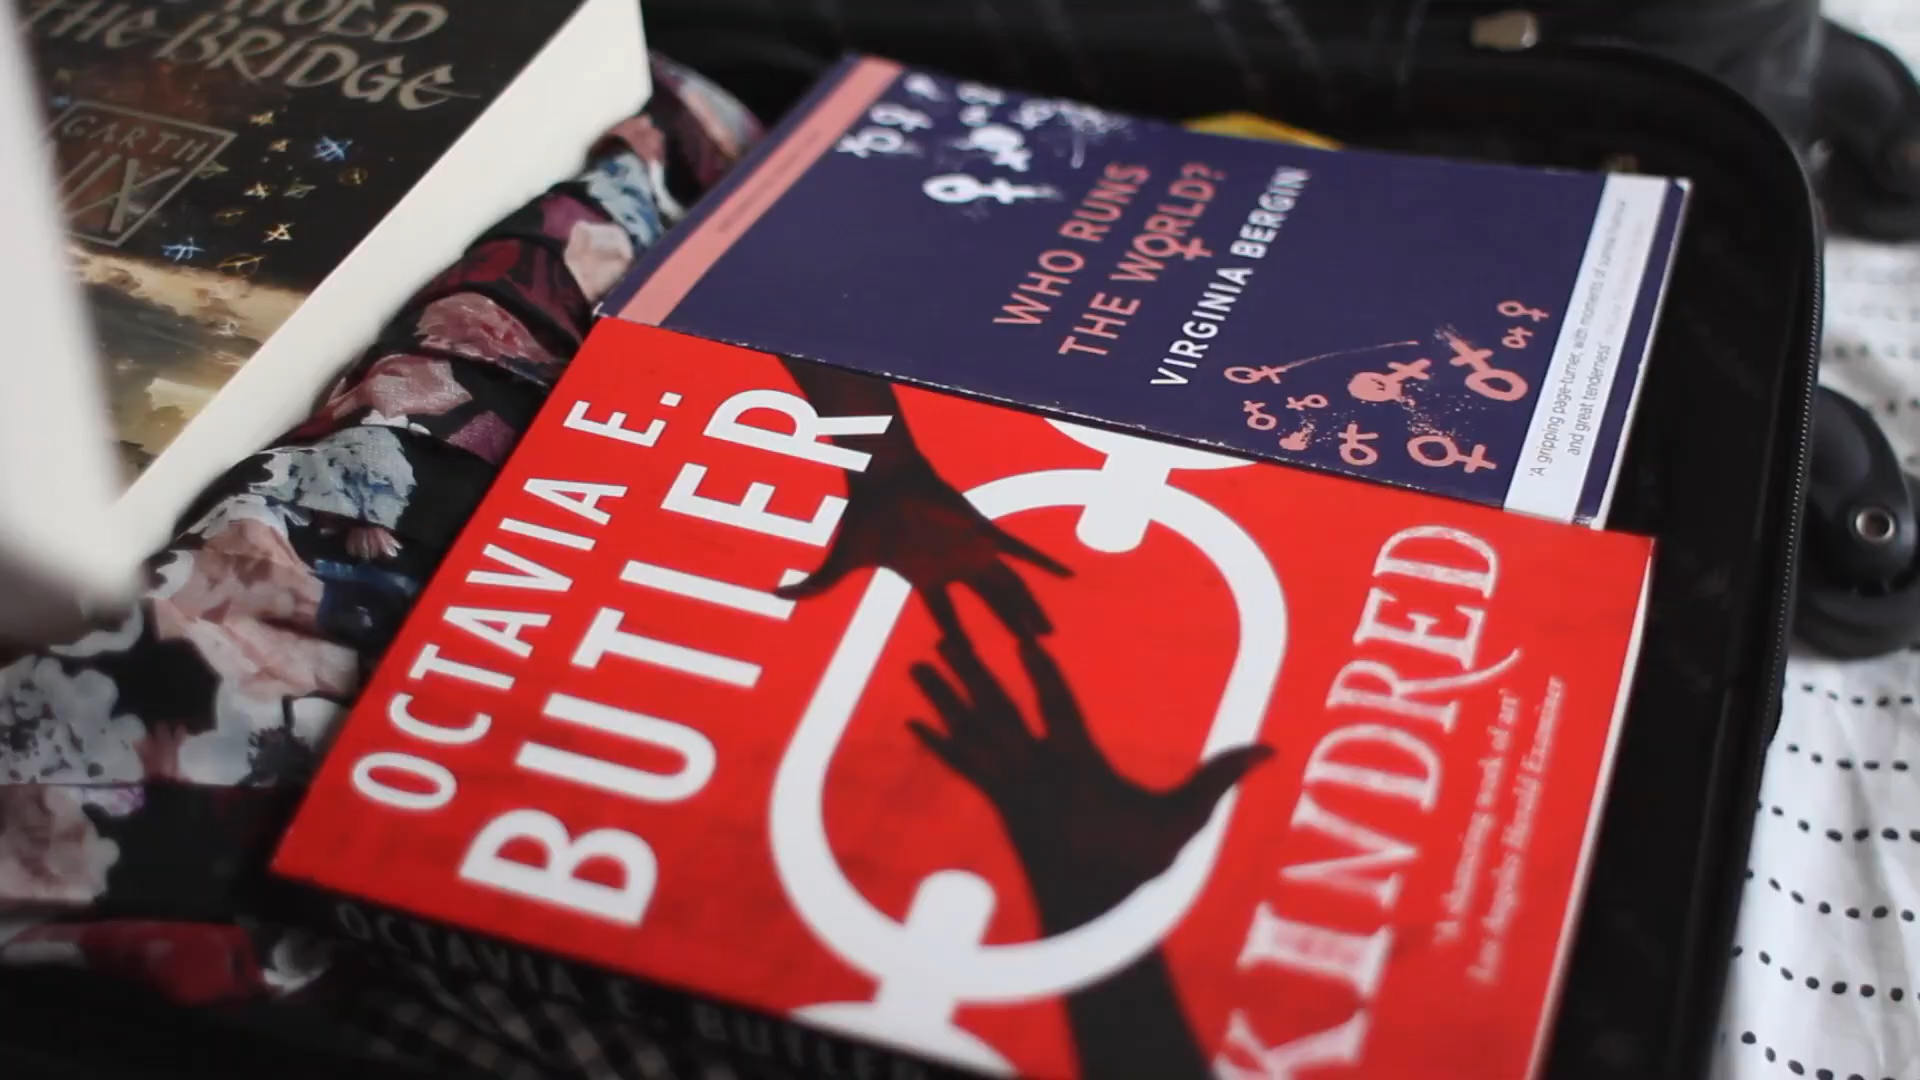 HOLD
THE BRIDGE
GARTH
NIX
WHO RUNS
THE WORLD?
VIRGINIA BERGIN
'A gripping page-turner, with moments of
and great tenderness'
OCTAVIA E.
BUTLER
KINDRED
'A shattering work of art'
Los Angeles Herald Examiner
OCTAVIA E. BUTLER